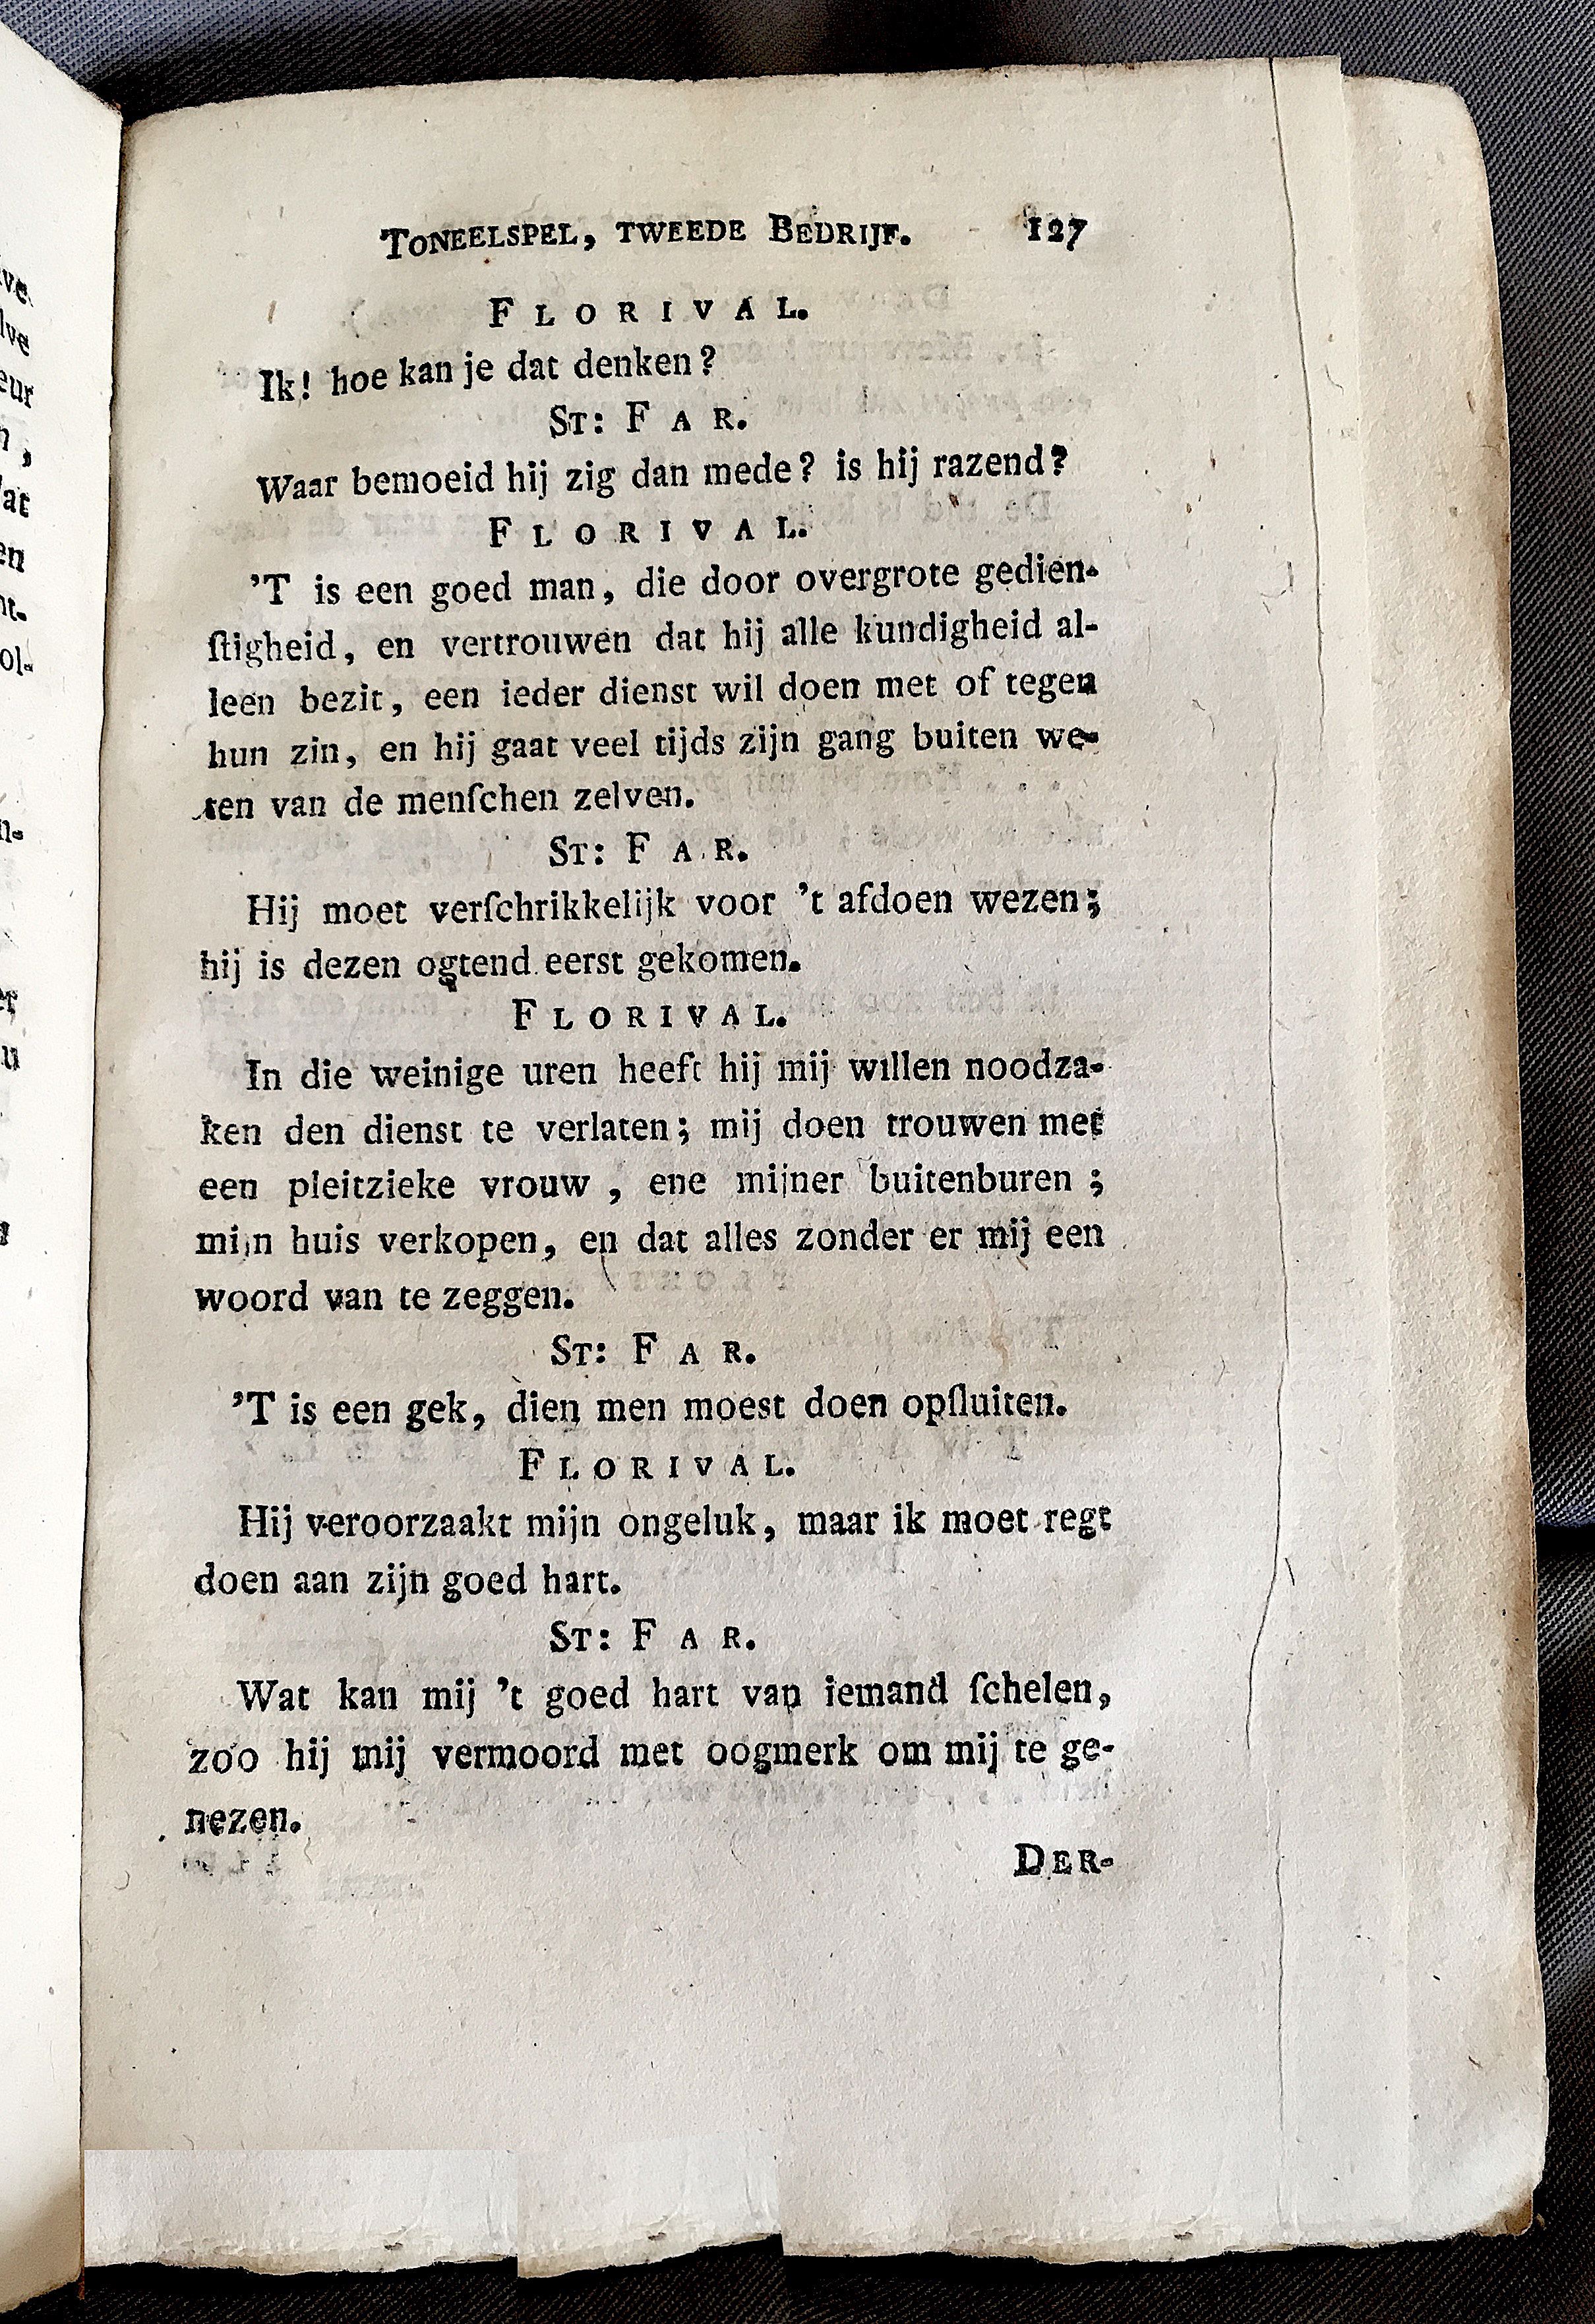 TONEELSPEL, TWEEDE BEDRIJF. 127
FLORIVAL.
Ik! hoe kan je dat denken?
ST: FAR.
Waar bemoeid hij zig dan mede? is hij razend?
FLORIVAL.
'T is een goed man, die door overgrote gedien-
ſtigheid, en vertrouwen dat hij alle kundigheid al-
leen bezit, een ieder dienst wil doen met of tegen
hun zin, en hij gaat veel tijds zijn gang buiten we-
ten van de menſchen zelven.
ST: FAR.
Hij moet verſchrikkelijk voor 't afdoen wezen;
hij is dezen ogtend eerst gekomen.
FLORIVAL.
In die weinige uren heeft hij mij willen noodza-
ken den dienst te verlaten; mij doen trouwen met
een pleitzieke vrouw, ene mijner buitenburen;
mijn huis verkopen, en dat alles zonder er mij een
woord van te zeggen.
ST: FAR.
'T is een gek, dien men moest doen opſluiten.
FLORIVAL.
Hij veroorzaakt mijn ongeluk, maar ik moet regt
doen aan zijn goed hart.
ST: FAR.
Wat kan mij 't goed hart van iemand ſchelen,
zoo hij mij vermoord met oogmerk om mij te ge-
nezen.
DER-